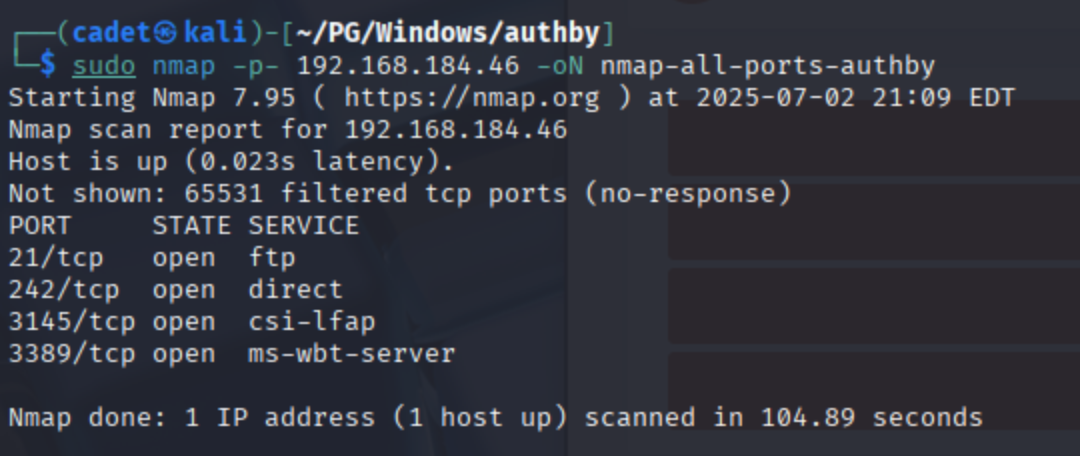 ┌──(cadet㉿kali)-[~/PG/Windows/authby]
└─$ sudo nmap -p- 192.168.184.46 -oN nmap-all-ports-authby
Starting Nmap 7.95 ( https://nmap.org ) at 2025-07-02 21:09 EDT
Nmap scan report for 192.168.184.46
Host is up (0.023s latency).
Not shown: 65531 filtered tcp ports (no-response)
PORT     STATE SERVICE
21/tcp   open  ftp
242/tcp  open  direct
3145/tcp open  csi-lfap
3389/tcp open  ms-wbt-server

Nmap done: 1 IP address (1 host up) scanned in 104.89 seconds